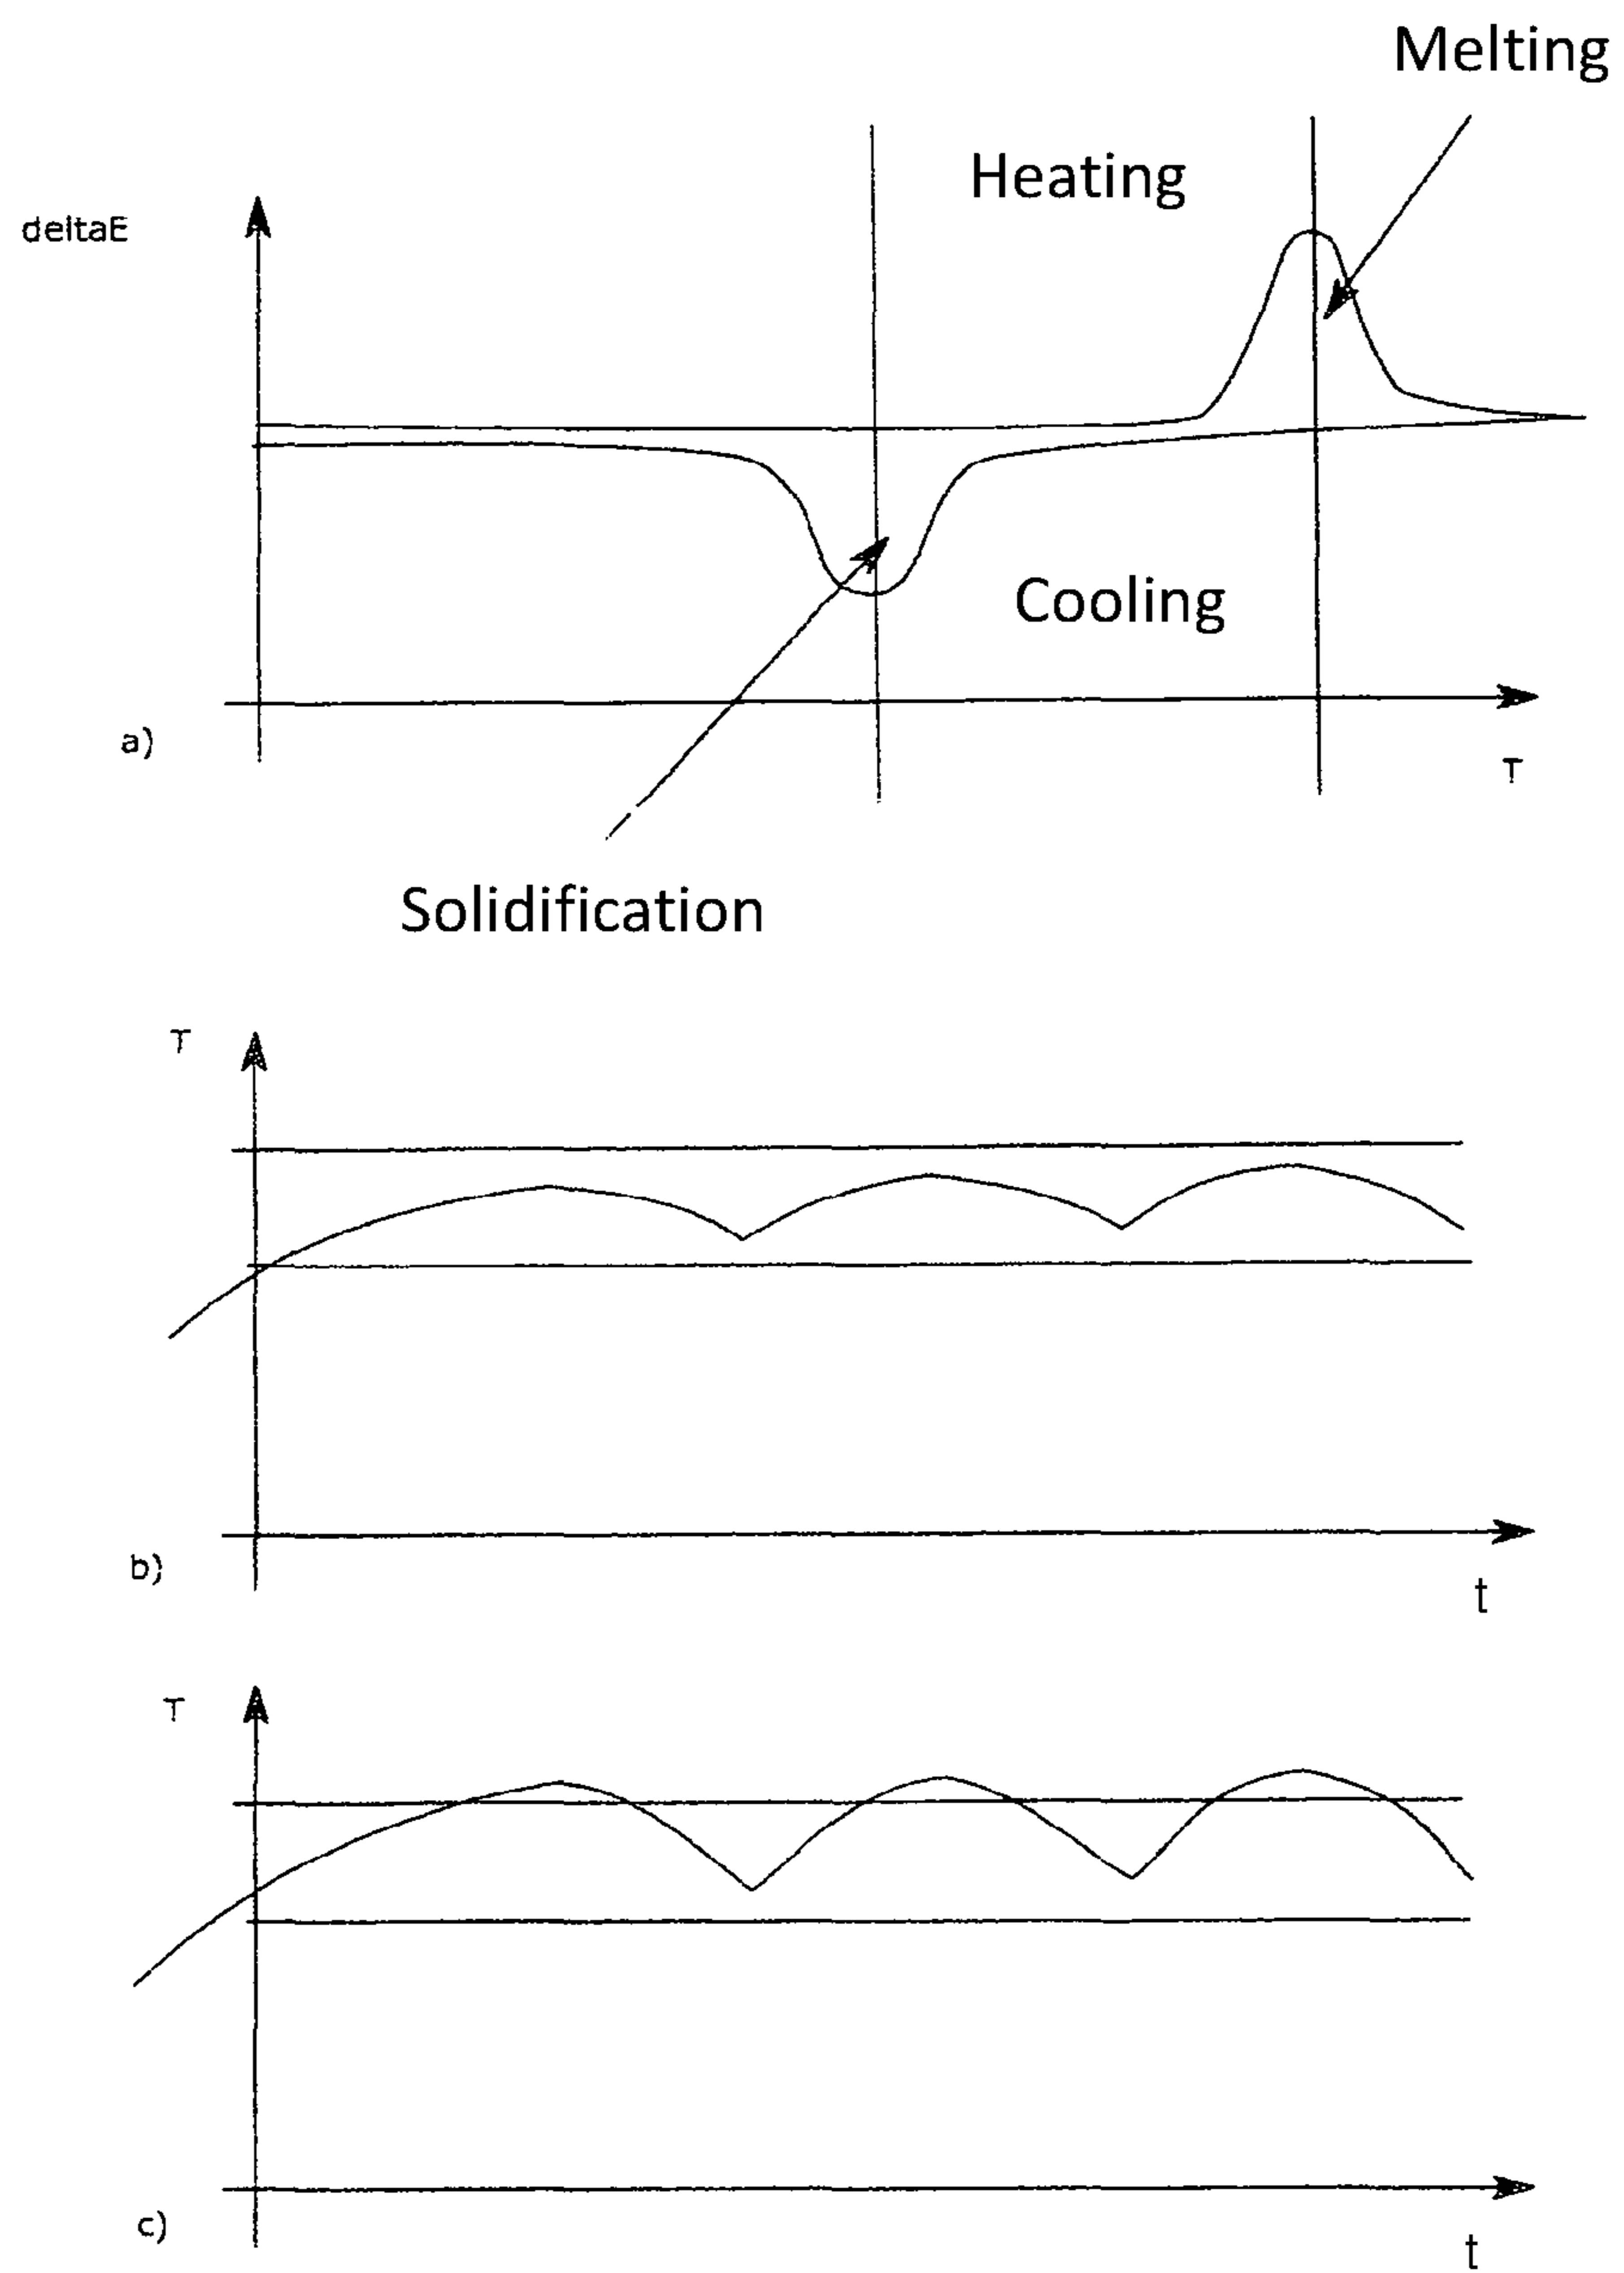 Melting
Heating
deltaE
Cooling
a)
T
Solidification
T
b)
t
T
c)
t